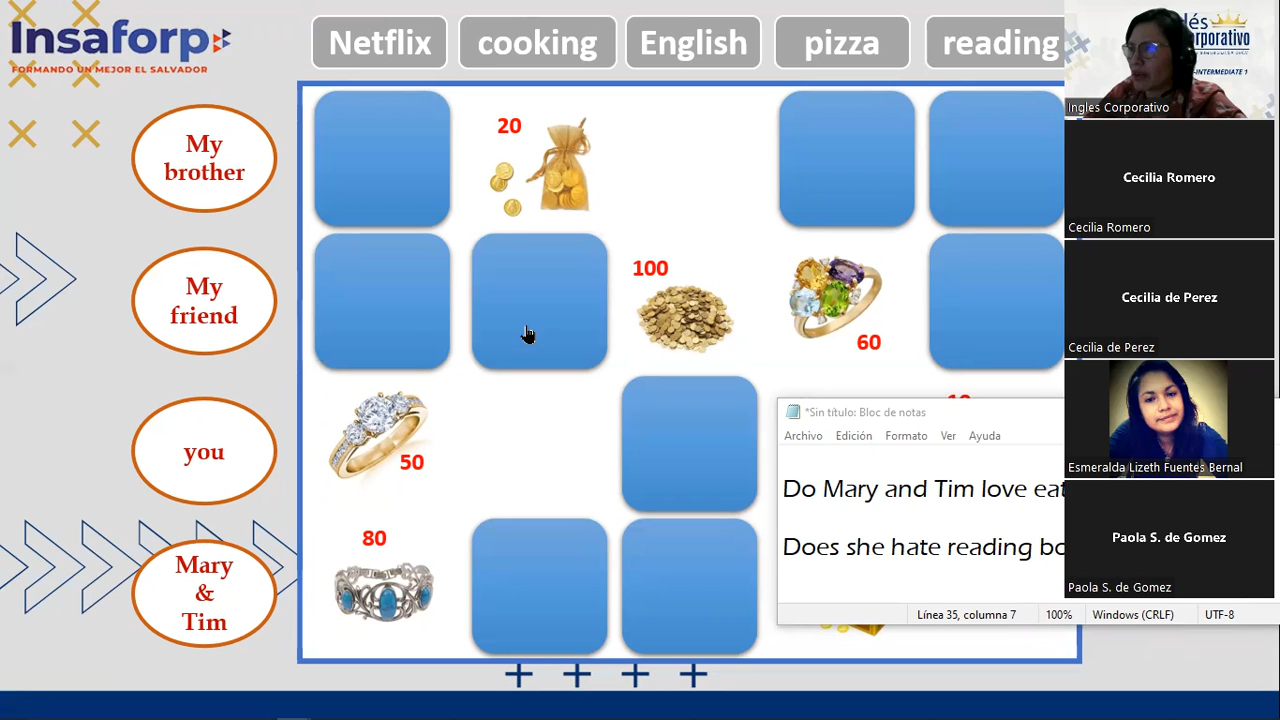 Insaforp
FORMANDO UN MEJOR EL SALVADOR
Netflix
cooking
English
pizza
reading
My
brother
My
friend
you
Mary
&
Tim
20
100
60
50
80
*Sin título: Bloc de notas
Archivo Edición Formato Ver Ayuda
Do Mary and Tim love eat
Does she hate reading bo
Línea 35, columna 7 100% Windows (CRLF) UTF-8
INTERMEDIATE 1
Ingles Corporativo
Cecilia Romero
Cecilia Romero
Cecilia de Perez
Cecilia de Perez
Esmeralda Lizeth Fuentes Bernal
Paola S. de Gomez
Paola S. de Gomez